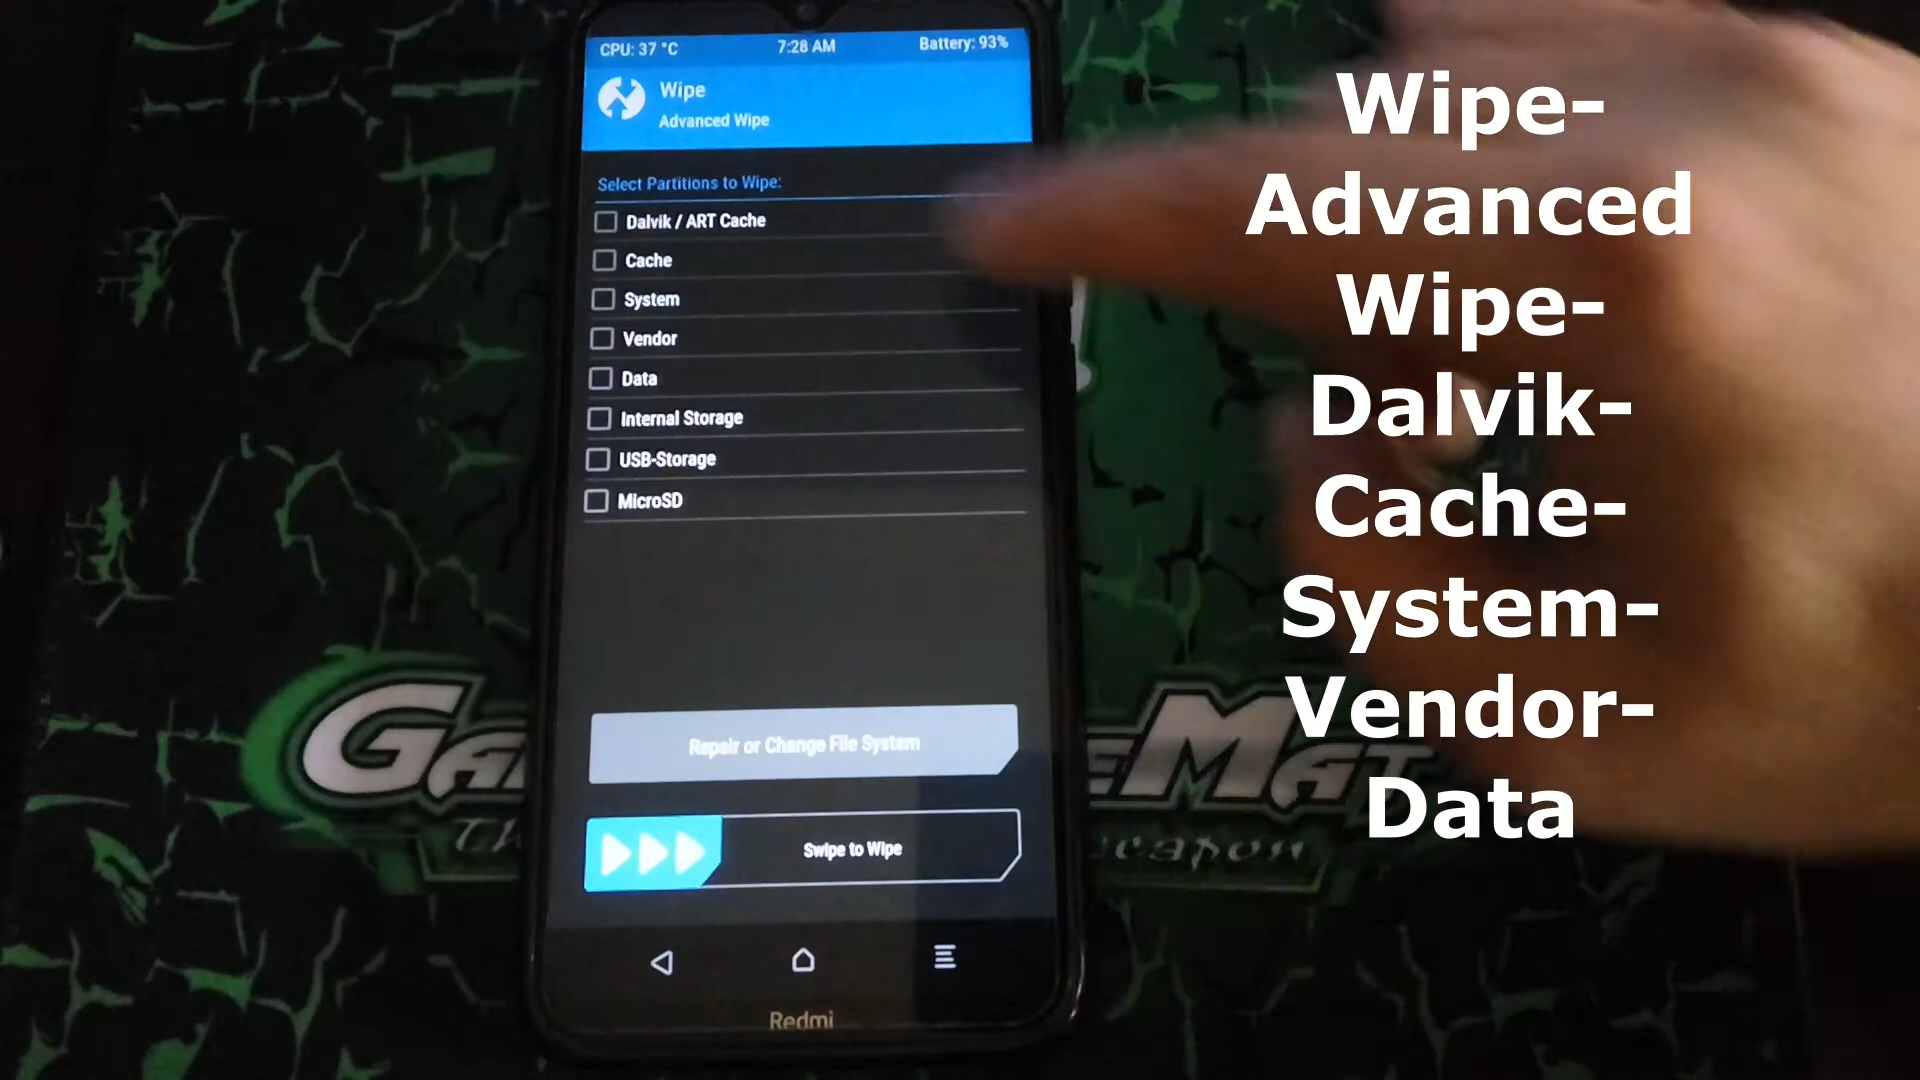 CPU: 37 °C 7:28 AM Battery: 93%
Wipe
Advanced Wipe
Select Partitions to Wipe:
Dalvik / ART Cache
Cache
System
Vendor
Data
Internal Storage
USB-Storage
MicroSD
Repair or Change File System
Swipe to Wipe
Redmi
Wipe-
Advanced
Wipe-
Dalvik-
Cache-
System-
Vendor-
Data